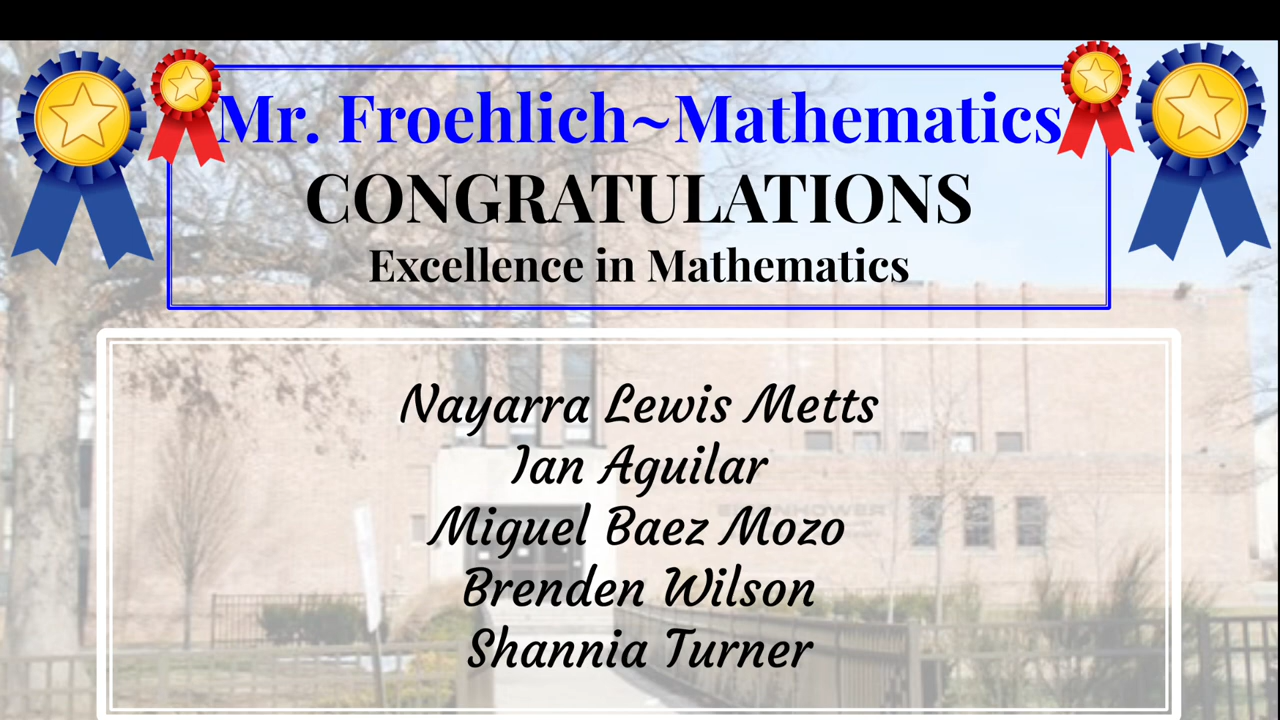 Mr. Froehlich~Mathematics
CONGRATULATIONS
Excellence in Mathematics
Nayarra Lewis Metts
Ian Aguilar
Miguel Baez Mozo
EISENHOWER
Brenden Wilson
Shannia Turner